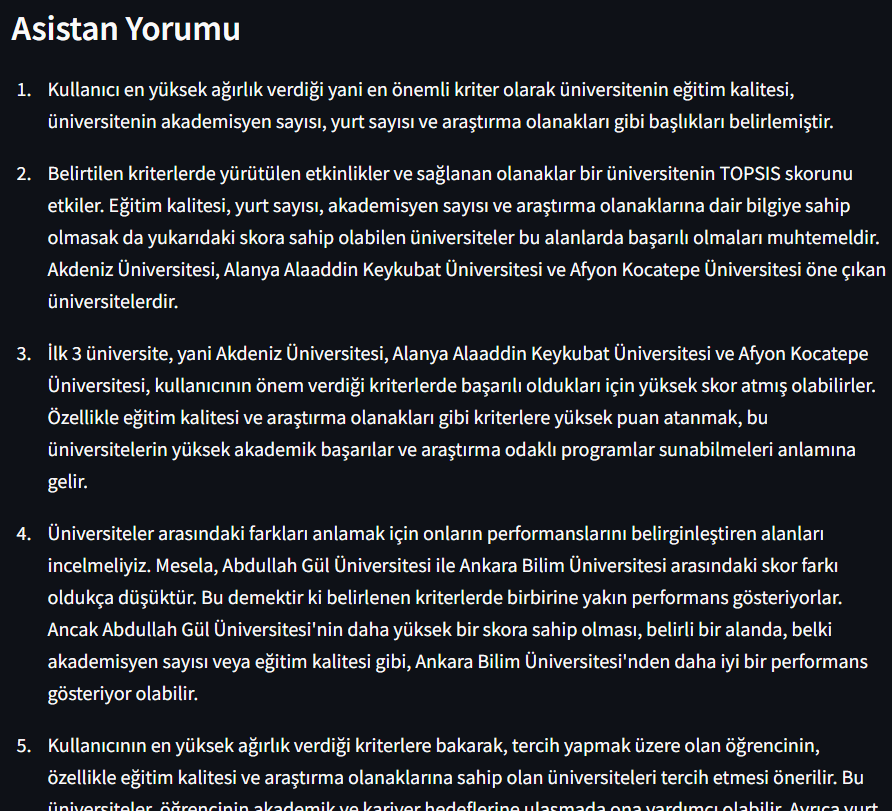 Asistan Yorumu
1. Kullanıcı en yüksek ağırlık verdiği yani en önemli kriter olarak üniversitenin eğitim kalitesi,
üniversitenin akademisyen sayısı, yurt sayısı ve araştırma olanakları gibi başlıkları belirlemiştir.
2. Belirtilen kriterlerde yürütülen etkinlikler ve sağlanan olanaklar bir üniversitenin TOPSIS skorunu
etkiler. Eğitim kalitesi, yurt sayısı, akademisyen sayısı ve araştırma olanaklarına dair bilgiye sahip
olmasak da yukarıdaki skora sahip olabilen üniversiteler bu alanlarda başarılı olmaları muhtemeldir.
Akdeniz Üniversitesi, Alanya Alaaddin Keykubat Üniversitesi ve Afyon Kocatepe Üniversitesi öne çıkan
üniversitelerdir.
3. İlk 3 üniversite, yani Akdeniz Üniversitesi, Alanya Alaaddin Keykubat Üniversitesi ve Afyon Kocatepe
Üniversitesi, kullanıcının önem verdiği kriterlerde başarılı oldukları için yüksek skor atmış olabilirler.
Özellikle eğitim kalitesi ve araştırma olanakları gibi kriterlere yüksek puan atanmak, bu
üniversitelerin yüksek akademik başarılar ve araştırma odaklı programlar sunabilmeleri anlamına
gelir.
4. Üniversiteler arasındaki farkları anlamak için onların performanslarını belirginleştiren alanları
incelmeliyiz. Mesela, Abdullah Gül Üniversitesi ile Ankara Bilim Üniversitesi arasındaki skor farkı
oldukça düşüktür. Bu demektir ki belirlenen kriterlerde birbirine yakın performans gösteriyorlar.
Ancak Abdullah Gül Üniversitesi'nin daha yüksek bir skora sahip olması, belirli bir alanda, belki
akademisyen sayısı veya eğitim kalitesi gibi, Ankara Bilim Üniversitesi'nden daha iyi bir performans
gösteriyor olabilir.
5. Kullanıcının en yüksek ağırlık verdiği kriterlere bakarak, tercih yapmak üzere olan öğrencinin,
özellikle eğitim kalitesi ve araştırma olanaklarına sahip olan üniversiteleri tercih etmesi önerilir. Bu
üniversiteler, öğrencinin akademik ve kariyer hedeflerine ulaşmada ona yardımcı olabilir. Ayrıca yurt